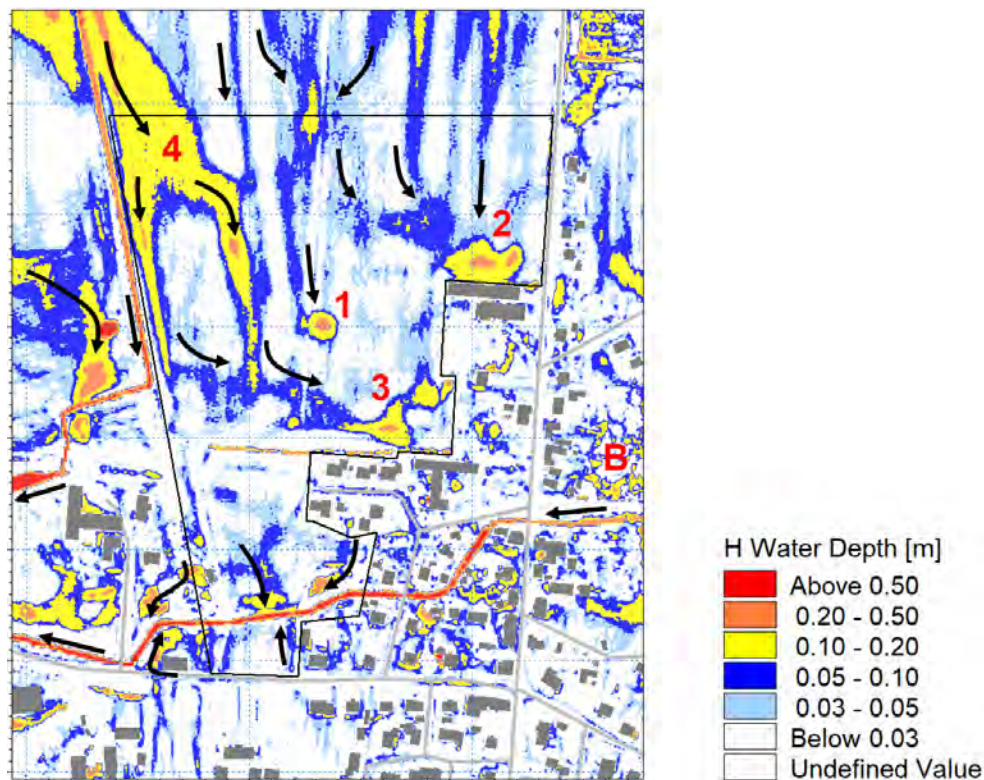 4
2
1
3
B
H Water Depth [m]
Above 0.50
0.20 - 0.50
0.10 - 0.20
0.05 - 0.10
0.03 - 0.05
Below 0.03
Undefined Value